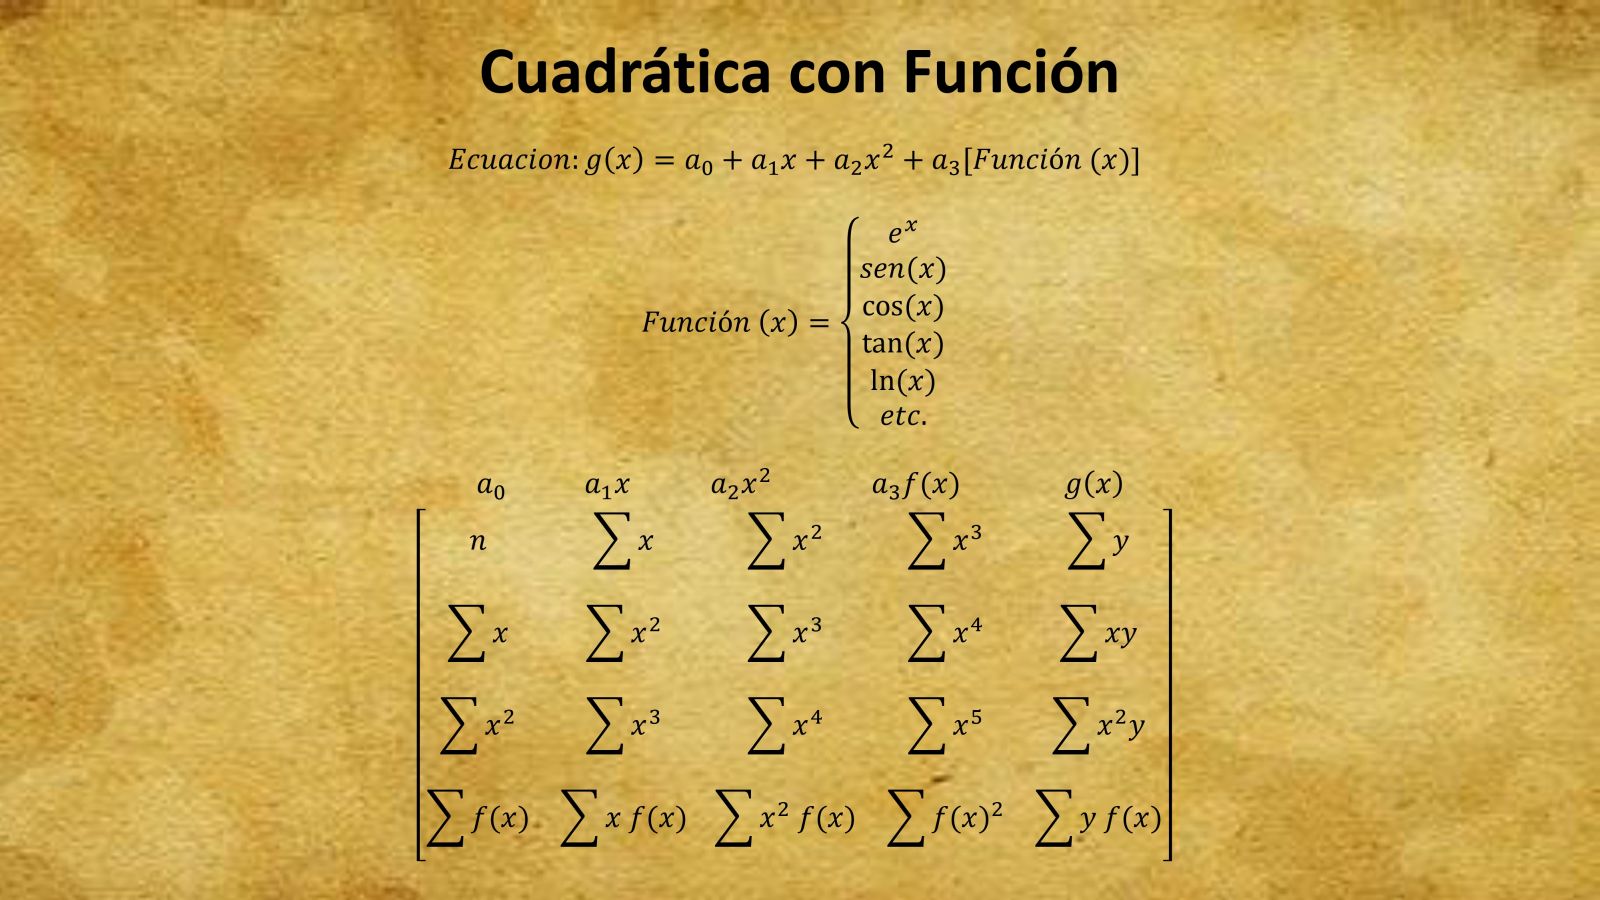 Cuadrática con Función
Ecuacion: g(x) = a₀ + a₁x + a₂x² + a₃[Función (x)]
eˣ
sen(x)
cos(x)
Función (x) =
tan(x)
ln(x)
etc.
a₀ a₁x a₂x² a₃f(x) g(x)
n ∑x ∑x² ∑x³ ∑y
∑x ∑x² ∑x³ ∑x⁴ ∑xy
∑x² ∑x³ ∑x⁴ ∑x⁵ ∑x²y
∑f(x) ∑x f(x) ∑x² f(x) ∑f(x)² ∑y f(x)